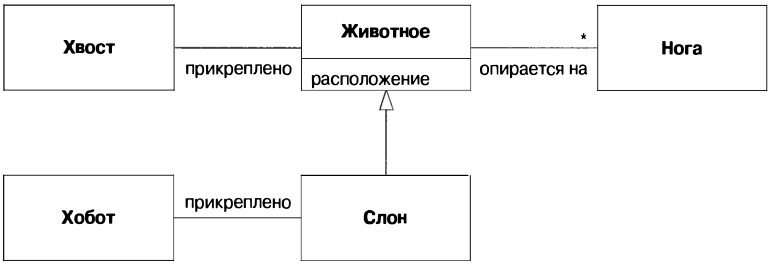 Хвост
прикреплено
Животное
расположение
*
опирается на
Нога
Хобот
прикреплено
Слон